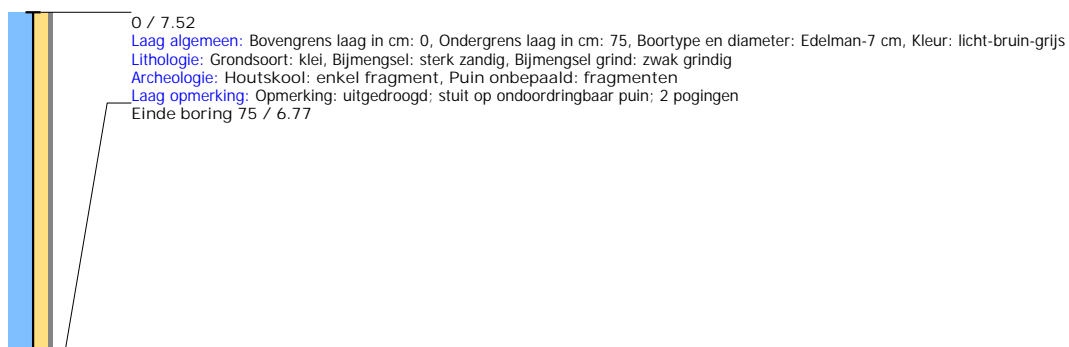 0 / 7.52
Laag algemeen: Bovengrens laag in cm: 0, Ondergrens laag in cm: 75, Boortype en diameter: Edelman-7 cm, Kleur: licht-bruin-grijs
Lithologie: Grondsoort: klei, Bijmengsel: sterk zandig, Bijmengsel grind: zwak grindig
Archeologie: Houtskool: enkel fragment, Puin onbepaald: fragmenten
Laag opmerking: Opmerking: uitgedroogd; stuit op ondoordringbaar puin; 2 pogingen
Einde boring 75 / 6.77